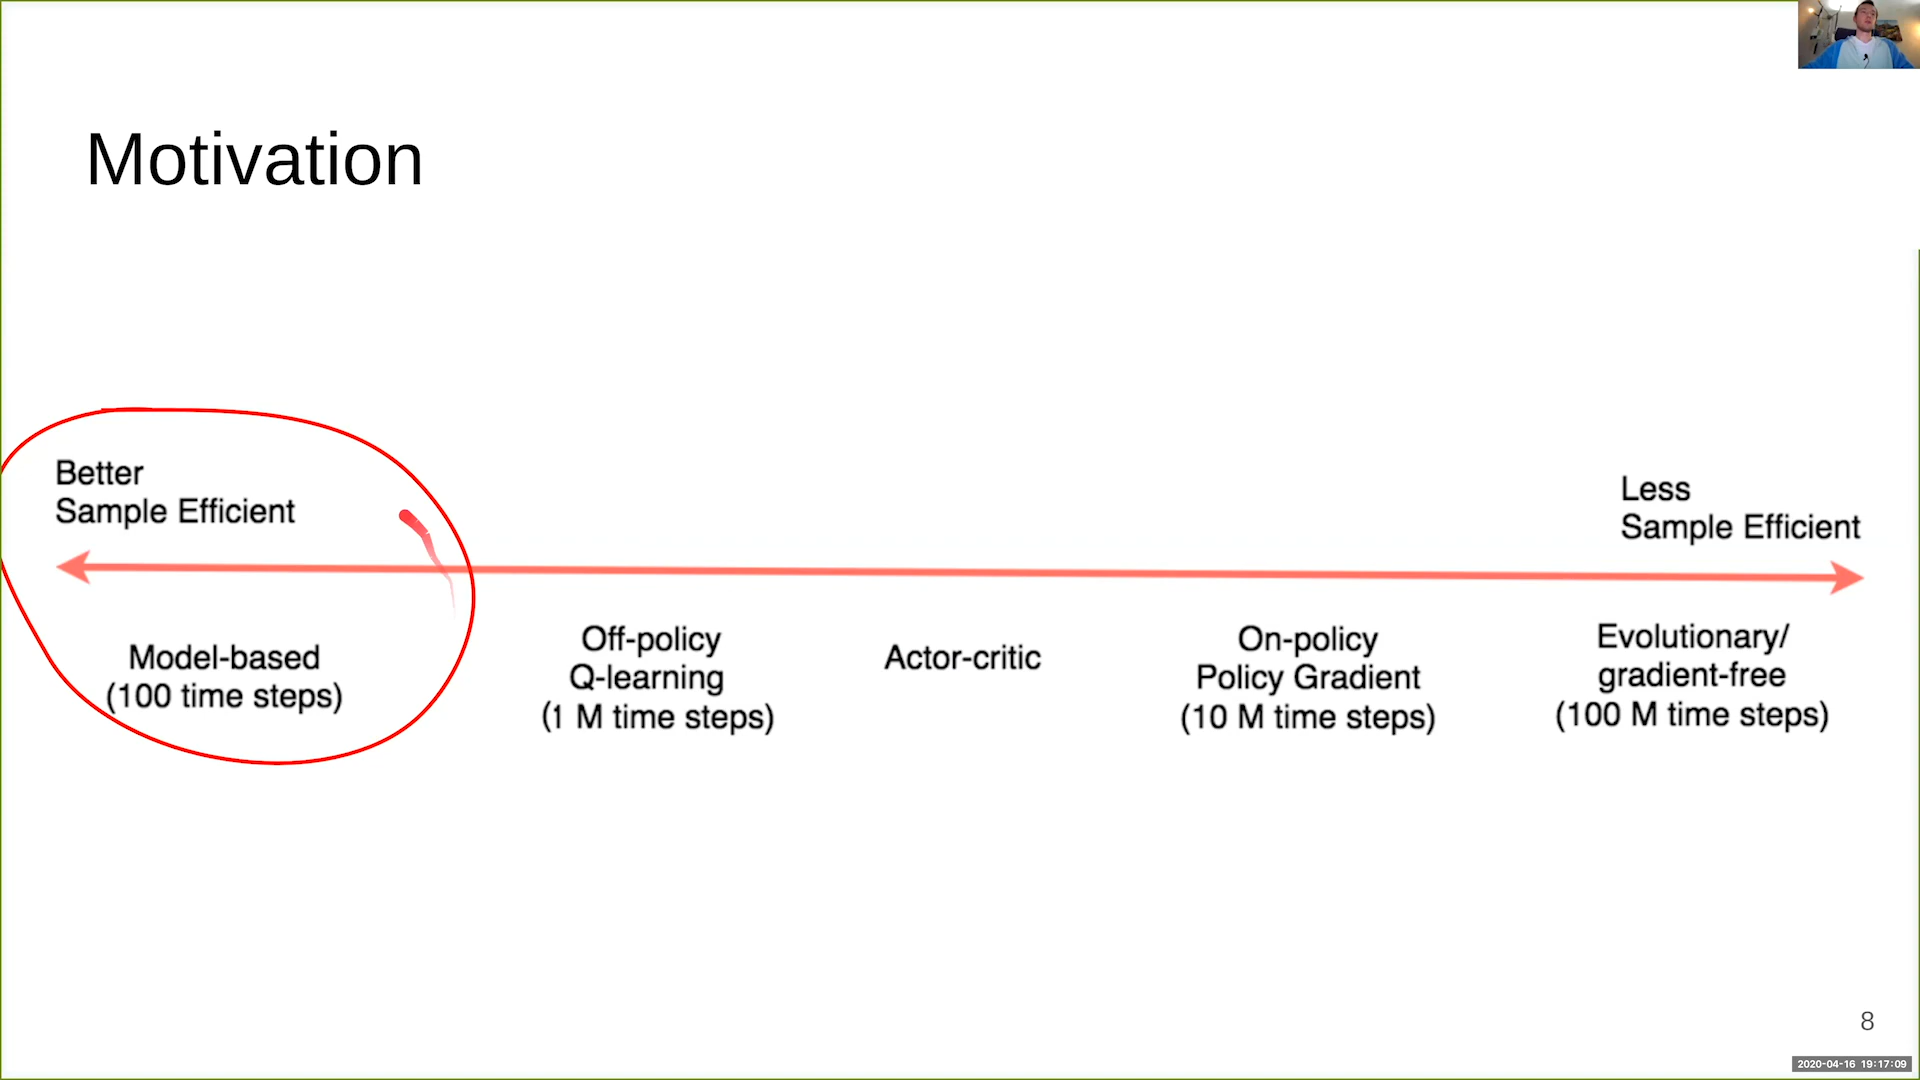 Motivation
Better
Sample Efficient
Less
Sample Efficient
Model-based
(100 time steps)
Off-policy
Q-learning
(1 M time steps)
Actor-critic
On-policy
Policy Gradient
(10 M time steps)
Evolutionary/
gradient-free
(100 M time steps)
8
2020-04-16 19:17:09